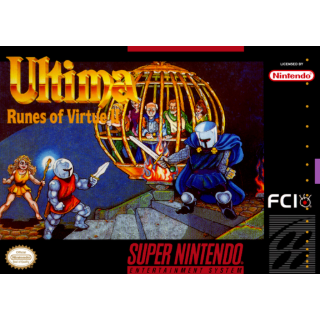 Ultima
Runes of Virtue II
LICENSED BY
Nintendo
FCI
SUPER NINTENDO
ENTERTAINMENT SYSTEM